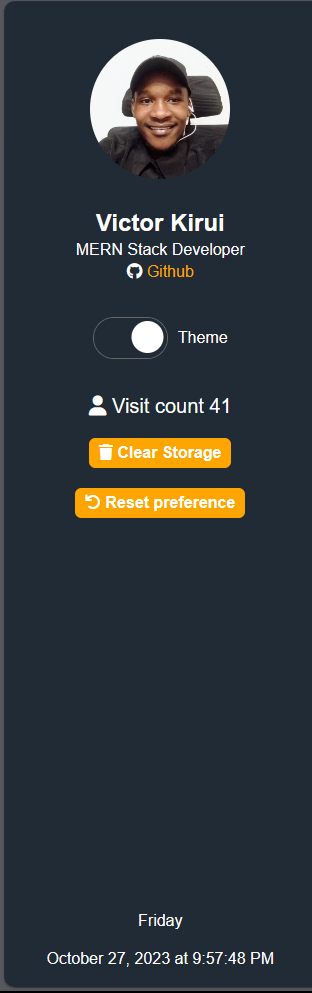 Victor Kirui
MERN Stack Developer
Github
Theme
Visit count 41
Clear Storage
Reset preference
Friday
October 27, 2023 at 9:57:48 PM